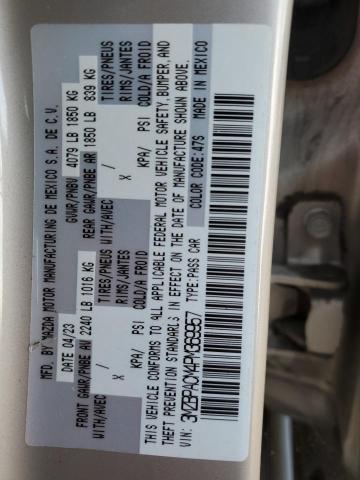 MFD. BY MAZDA MOTOR MANUFACTURING DE MEXICO S.A. DE C.V.
DATE 04/23 GVWR/PNBV 4079 LB 1850 KG
FRONT GAWR/PNBE AV 2240 LB 1016 KG REAR GAWR/PNBE AR 1850 LB 839 KG
WITH/AVEC TIRES/PNEUS WITH/AVEC TIRES/PNEUS
/ RIMS/JANTES / RIMS/JANTES
X KPA/ PSI COLD/A FROID X KPA/ PSI COLD/A FROID
THIS VEHICLE CONFORMS TO ALL APPLICABLE FEDERAL MOTOR VEHICLE SAFETY, BUMPER, AND
THEFT PREVENTION STANDARDS IN EFFECT ON THE DATE OF MANUFACTURE SHOWN ABOVE.
VIN: 3MZBPACM4PM369967 TYPE:PASS CAR COLOR CODE:47S MADE IN MEXICO